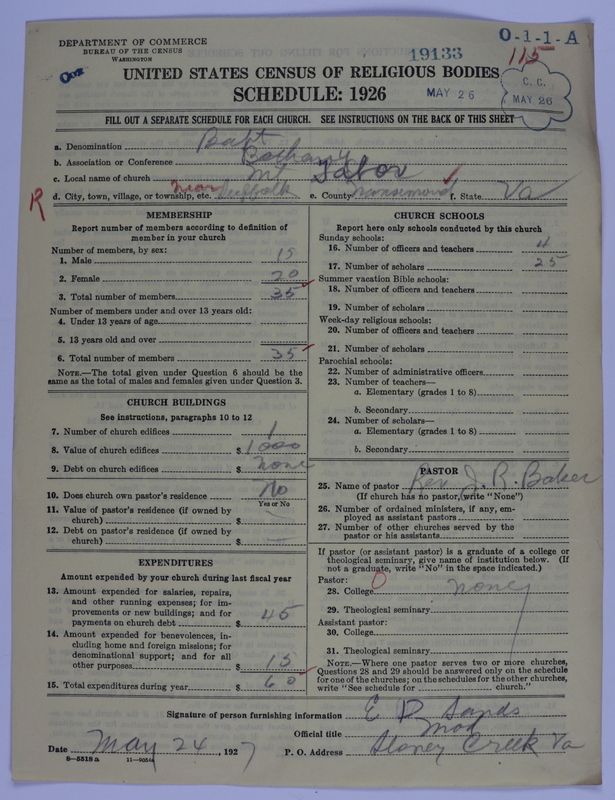 DEPARTMENT OF COMMERCE
BUREAU OF THE CENSUS
WASHINGTON
19133
O-1-1-A
115
C. C.
MAY 26
MAY 26
UNITED STATES CENSUS OF RELIGIOUS BODIES
SCHEDULE: 1926
FILL OUT A SEPARATE SCHEDULE FOR EACH CHURCH. SEE INSTRUCTIONS ON THE BACK OF THIS SHEET
a. Denomination Bapt
b. Association or Conference Bethany
c. Local name of church Mt Tabor
d. City, town, village, or township, etc. near Suffolk e. County Nansemond f. State Va
R
MEMBERSHIP
Report number of members according to definition of member in your church
Number of members, by sex:
1. Male 15
2. Female 20
3. Total number of members 35
Number of members under and over 13 years old:
4. Under 13 years of age
5. 13 years old and over
6. Total number of members 35
NOTE.—The total given under Question 6 should be the same as the total of males and females given under Question 3.
CHURCH BUILDINGS
See instructions, paragraphs 10 to 12
7. Number of church edifices 1
8. Value of church edifices $ 1000
9. Debt on church edifices $ none
10. Does church own pastor's residence No
Yes or No
11. Value of pastor's residence (if owned by church) $
12. Debt on pastor's residence (if owned by church) $
EXPENDITURES
Amount expended by your church during last fiscal year
13. Amount expended for salaries, repairs, and other running expenses; for improvements or new buildings; and for payments on church debt $ 45
14. Amount expended for benevolences, including home and foreign missions; for denominational support; and for all other purposes $ 15
15. Total expenditures during year $ 60
CHURCH SCHOOLS
Report here only schools conducted by this church
Sunday schools:
16. Number of officers and teachers 4
17. Number of scholars 25
Summer vacation Bible schools:
18. Number of officers and teachers
19. Number of scholars
Week-day religious schools:
20. Number of officers and teachers
21. Number of scholars
Parochial schools:
22. Number of administrative officers
23. Number of teachers—
a. Elementary (grades 1 to 8)
b. Secondary
24. Number of scholars—
a. Elementary (grades 1 to 8)
b. Secondary
PASTOR
25. Name of pastor Rev J. R. Baker
(If church has no pastor, write "None")
26. Number of ordained ministers, if any, employed as assistant pastors
27. Number of other churches served by the pastor or his assistants
If pastor (or assistant pastor) is a graduate of a college or theological seminary, give name of institution below. (If not a graduate, write "No" in the space indicated.)
Pastor:
28. College 0 none
29. Theological seminary
Assistant pastor:
30. College
31. Theological seminary
NOTE.—Where one pastor serves two or more churches, Questions 28 and 29 should be answered only on the schedule for one of the churches; on the schedules for the other churches, write "See schedule for church."
Signature of person furnishing information E D Sands
Official title Mod
Date May 24, 1927 P. O. Address Stoney Creek Va
8—5518 a 11—9054a